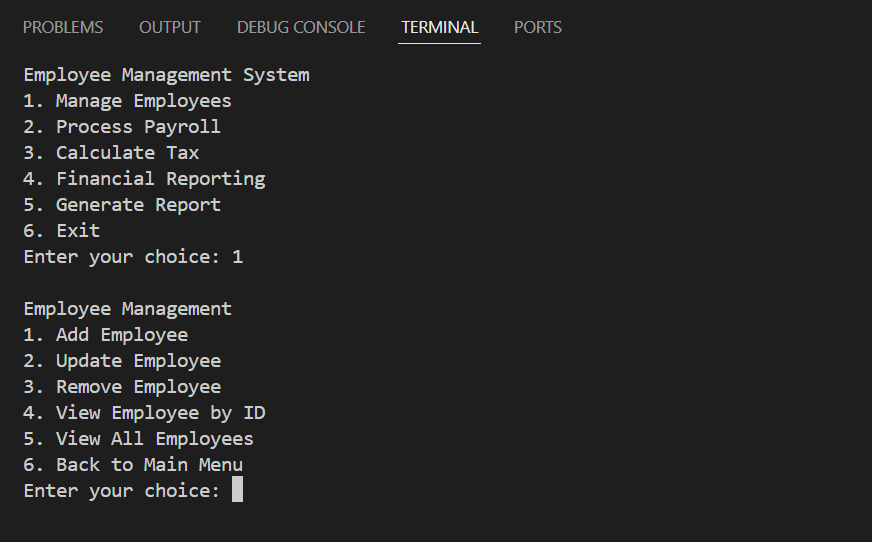 PROBLEMS OUTPUT DEBUG CONSOLE TERMINAL PORTS
Employee Management System
1. Manage Employees
2. Process Payroll
3. Calculate Tax
4. Financial Reporting
5. Generate Report
6. Exit
Enter your choice: 1
Employee Management
1. Add Employee
2. Update Employee
3. Remove Employee
4. View Employee by ID
5. View All Employees
6. Back to Main Menu
Enter your choice: